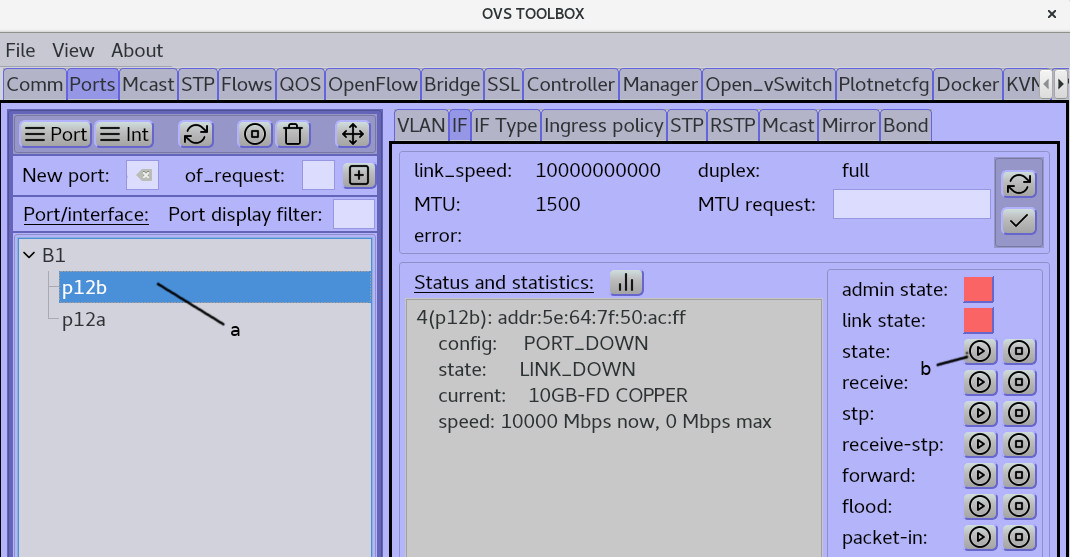 OVS TOOLBOX
File View About
Comm Ports Mcast STP Flows QOS OpenFlow Bridge SSL Controller Manager Open_vSwitch Plotnetcfg Docker
Port Int
New port: of_request:
Port/interface: Port display filter:
B1
p12b
p12a
a
VLAN IF IF Type Ingress policy STP RSTP Mcast Mirror Bond
link_speed: 10000000000 duplex: full
MTU: 1500 MTU request:
error:
Status and statistics:
4(p12b): addr:5e:64:7f:50:ac:ff
config: PORT_DOWN
state: LINK_DOWN
current: 10GB-FD COPPER
speed: 10000 Mbps now, 0 Mbps max
admin state:
link state:
state:
b
receive:
stp:
receive-stp:
forward:
flood:
packet-in: